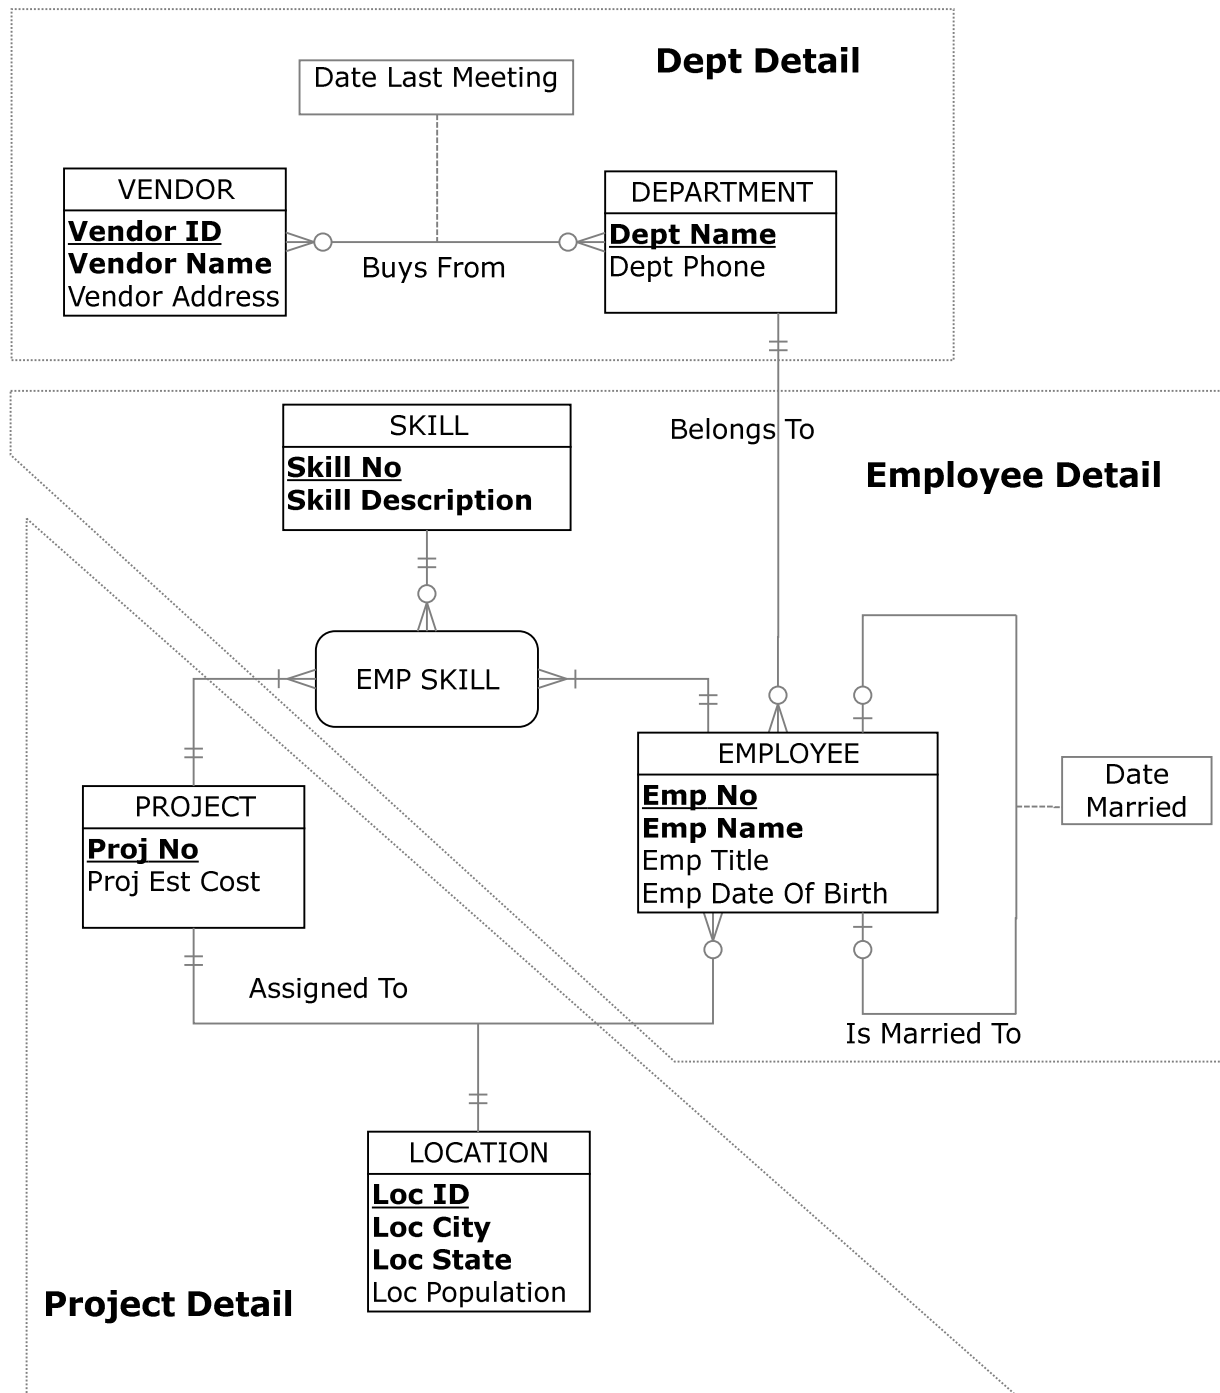 Dept Detail
Date Last Meeting
VENDOR
Vendor ID
Vendor Name
Vendor Address
Buys From
DEPARTMENT
Dept Name
Dept Phone
Belongs To
Employee Detail
SKILL
Skill No
Skill Description
EMP SKILL
EMPLOYEE
Emp No
Emp Name
Emp Title
Emp Date Of Birth
Date
Married
Is Married To
PROJECT
Proj No
Proj Est Cost
Assigned To
LOCATION
Loc ID
Loc City
Loc State
Loc Population
Project Detail